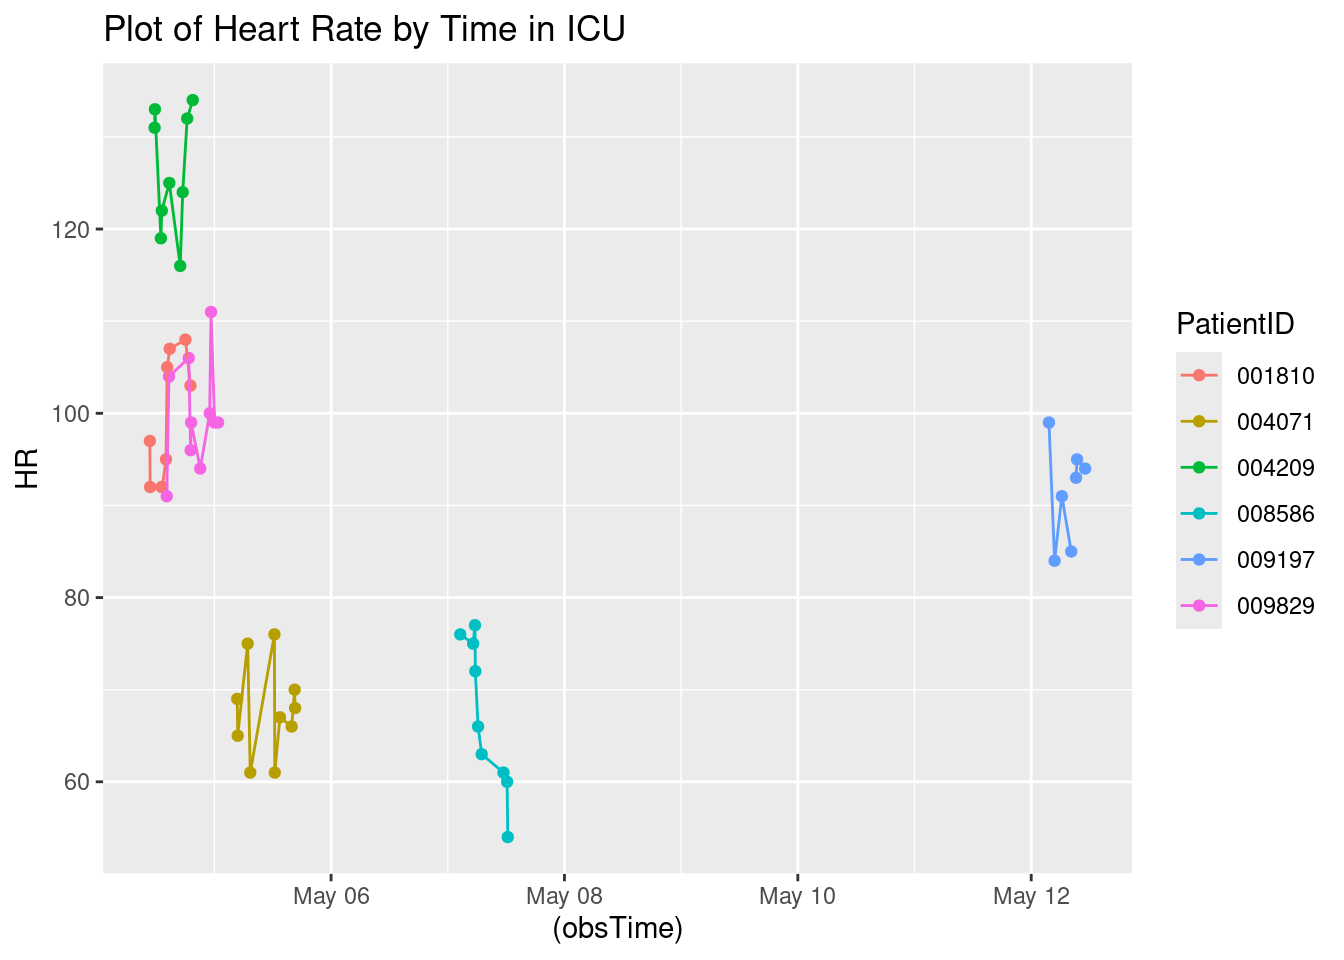 Plot of Heart Rate by Time in ICU
HR
120
100
80
60
May 06
May 08
May 10
May 12
(obsTime)
PatientID
001810
004071
004209
008586
009197
009829